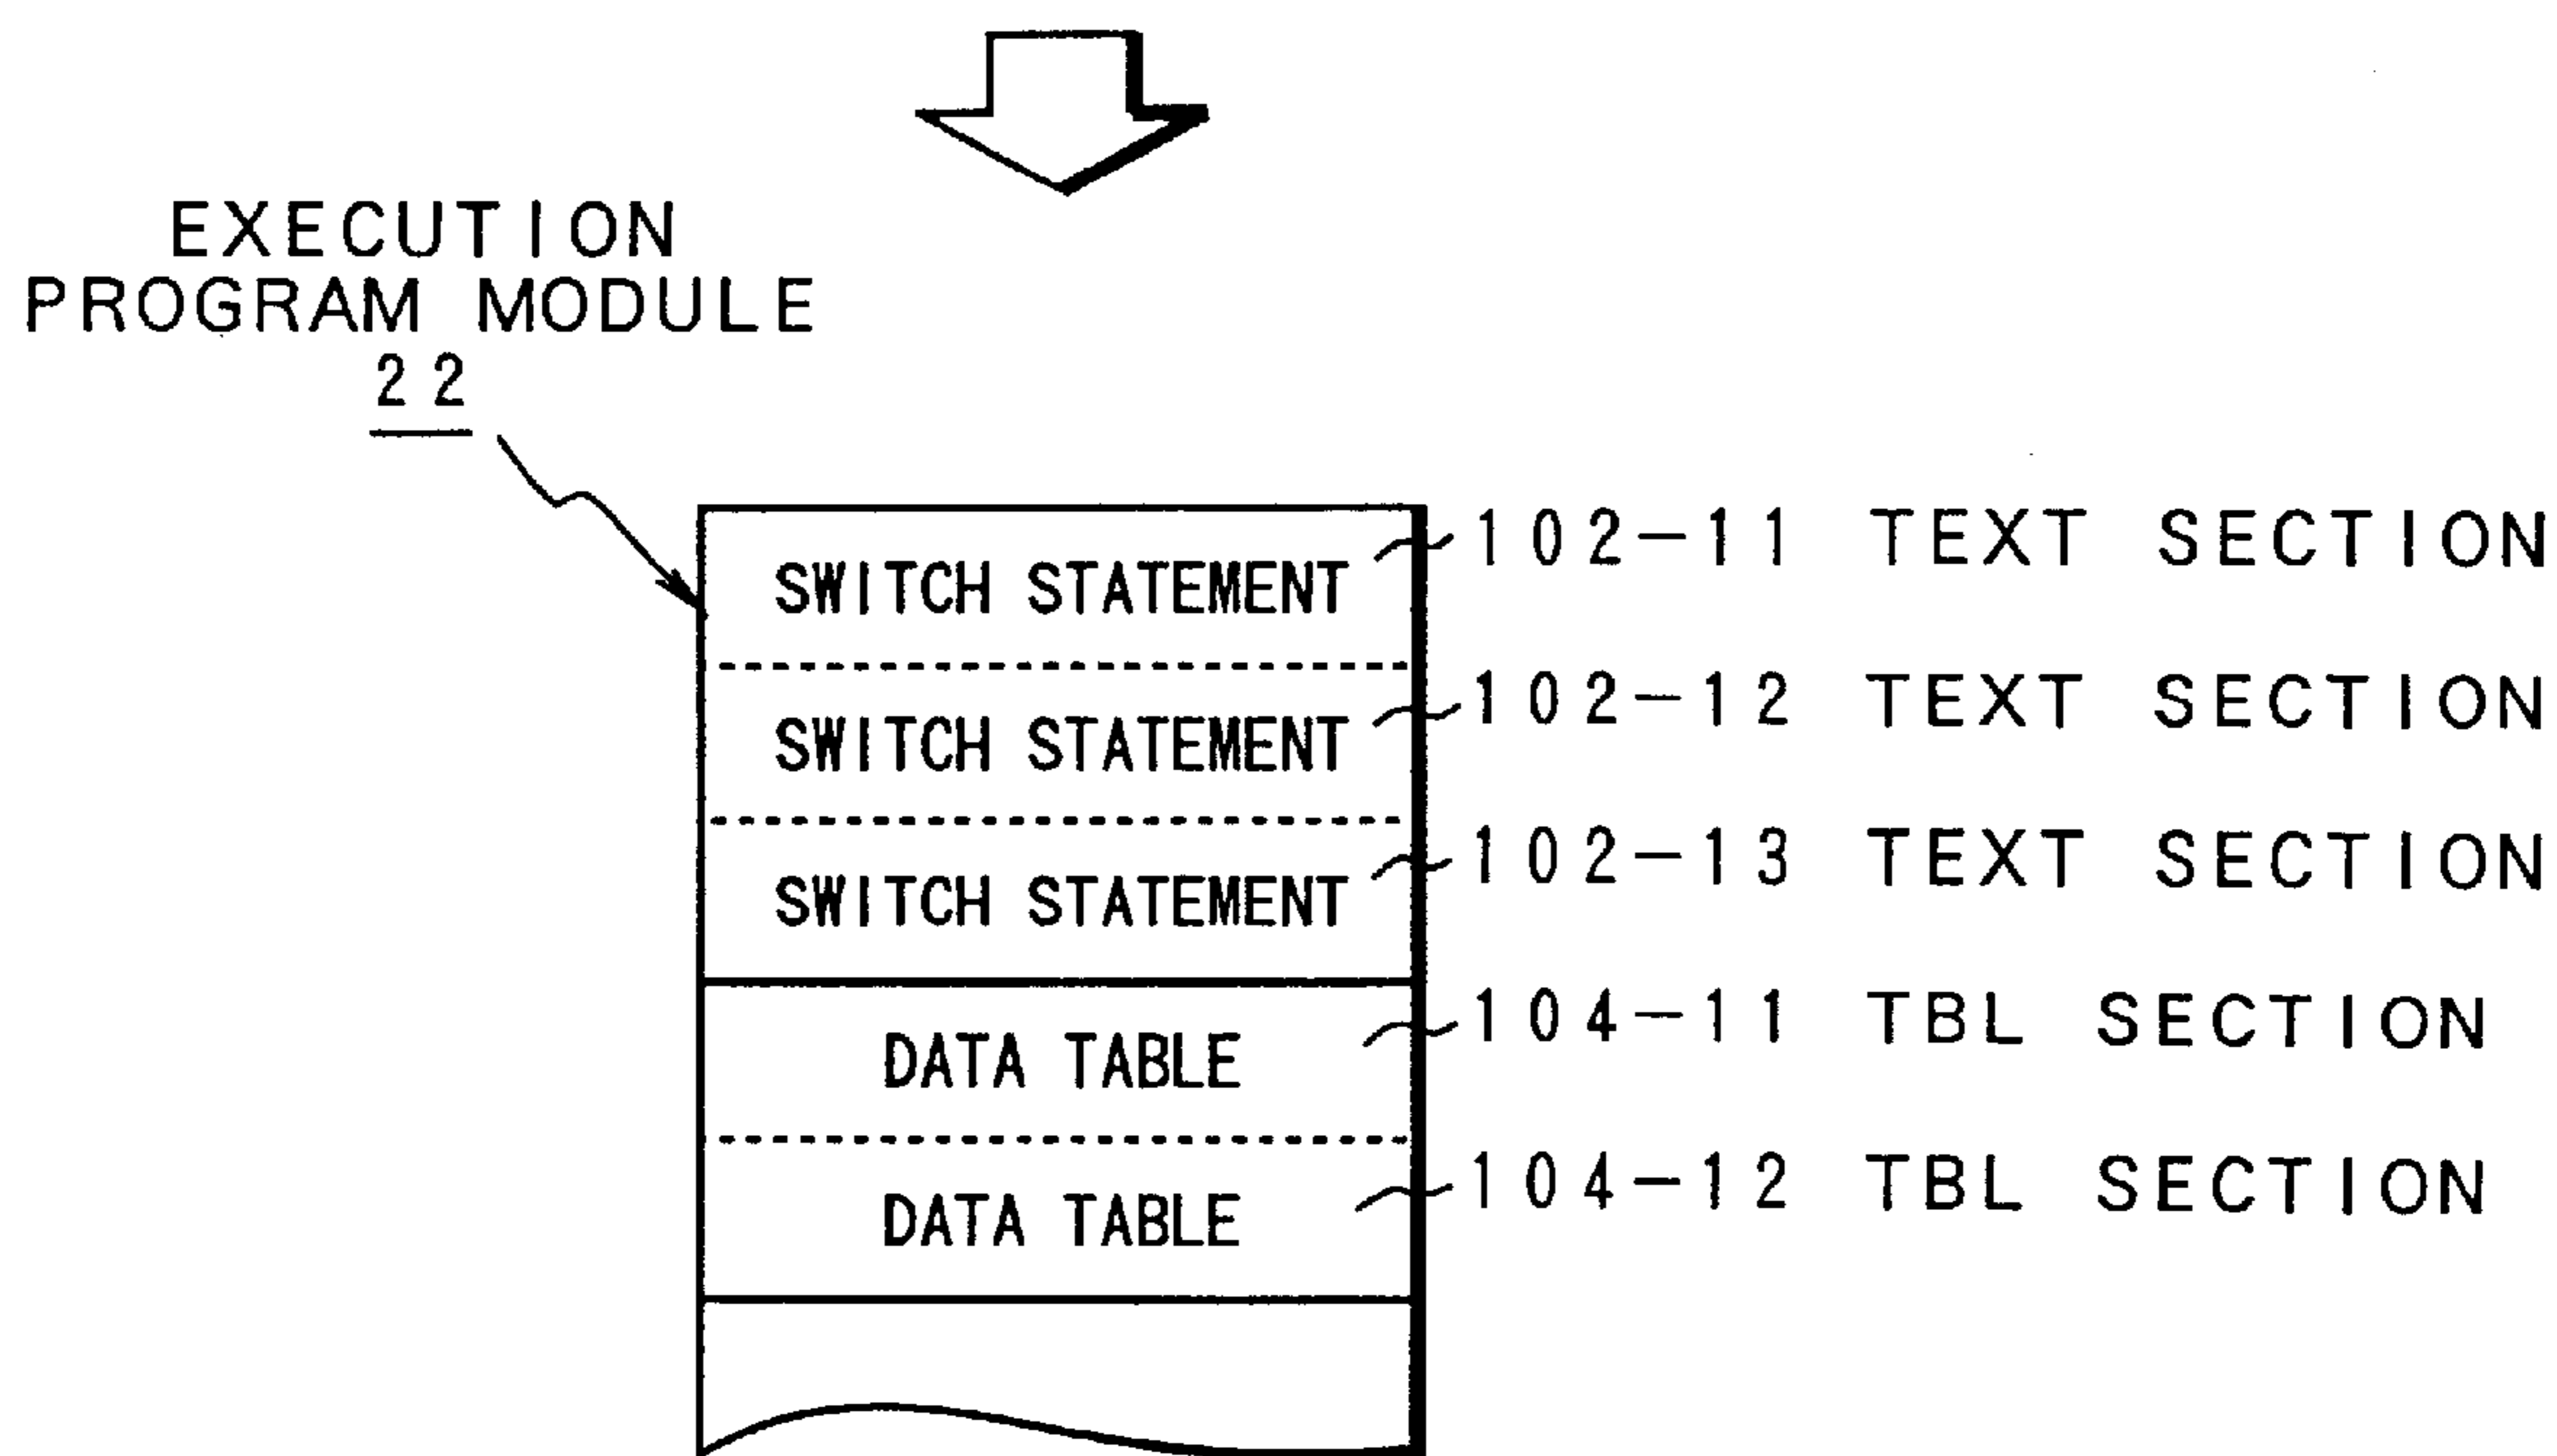 EXECUTION
PROGRAM MODULE
22
102-11 TEXT SECTION
SWITCH STATEMENT
102-12 TEXT SECTION
SWITCH STATEMENT
102-13 TEXT SECTION
SWITCH STATEMENT
104-11 TBL SECTION
DATA TABLE
104-12 TBL SECTION
DATA TABLE